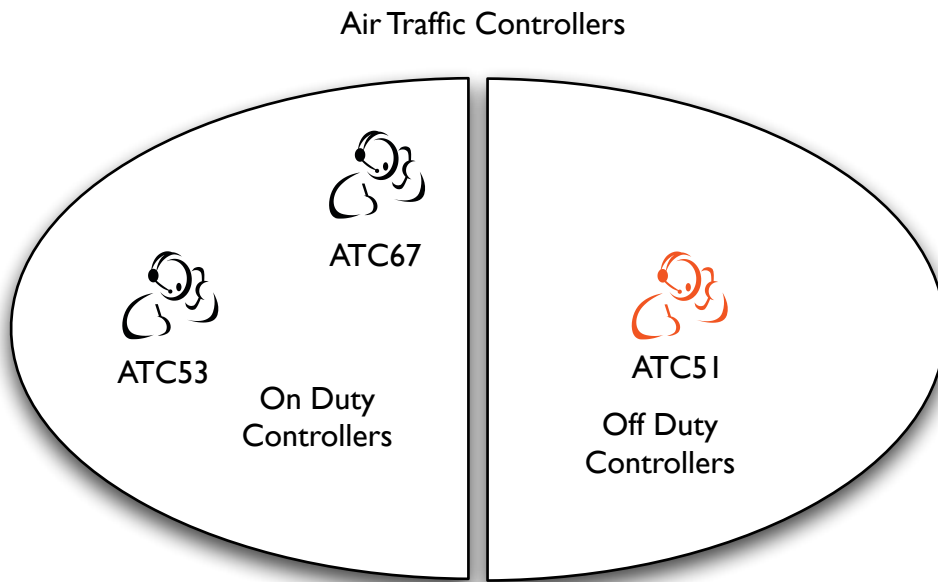 Air Traffic Controllers
ATC67
ATC53
On Duty
Controllers
ATC51
Off Duty
Controllers